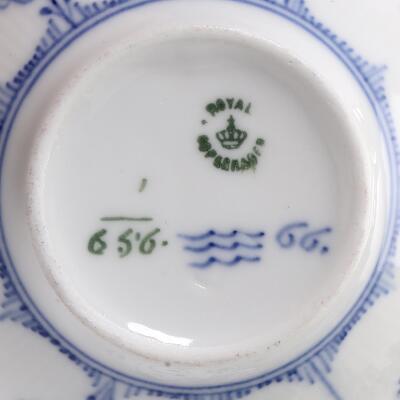 ROYAL
COPENHAGEN
1
656.
66.